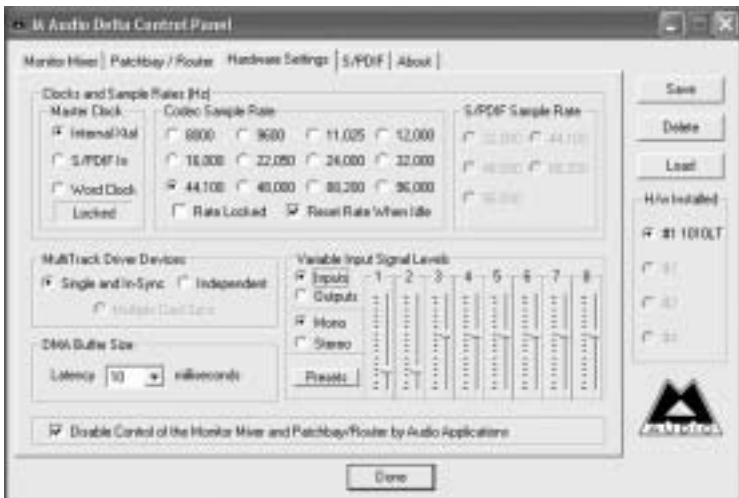 M Audio Delta Control Panel
Monitor Mixer Patchbay / Router Hardware Settings S/PDIF About
Clocks and Sample Rates (Hz)
Master Clock
Internal Xtal
S/PDIF In
Word Clock
Locked
Codec Sample Rate
8000 9600 11,025 12,000
16,000 22,050 24,000 32,000
44,100 48,000 88,200 96,000
Rate Locked Reset Rate When Idle
S/PDIF Sample Rate
32,000 44,100
48,000 88,200
96,000
MultiTrack Driver Devices
Single and In-Sync Independent
Multiple Card Sync
DMA Buffer Size
Latency 10 milliseconds
Variable Input Signal Levels
Inputs
Outputs
Mono
Stereo
Presets
1 2 3 4 5 6 7 8
Disable Control of the Monitor Mixer and Patchbay/Router by Audio Applications
Save
Delete
Load
H/w Installed
#1 1010LT
M AUDIO
Done